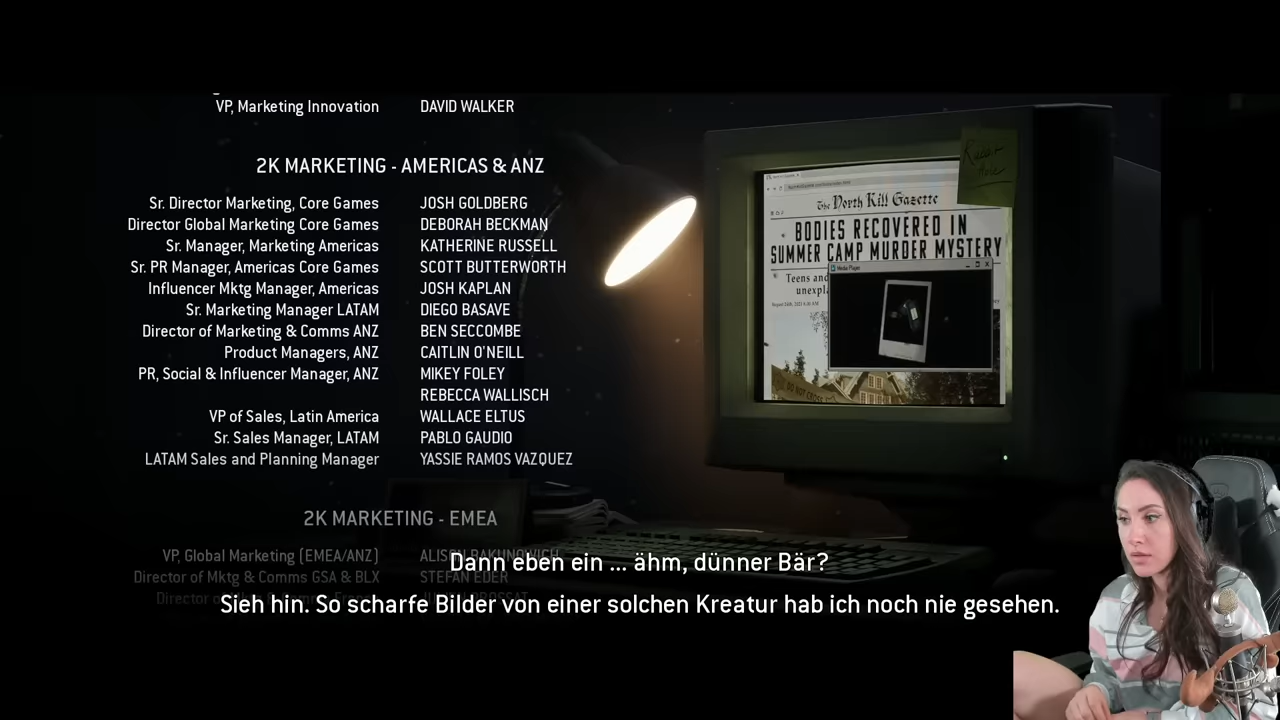 VP, Marketing Innovation DAVID WALKER
2K MARKETING - AMERICAS & ANZ
Sr. Director Marketing, Core Games JOSH GOLDBERG
Director Global Marketing Core Games DEBORAH BECKMAN
Sr. Manager, Marketing Americas KATHERINE RUSSELL
Sr. PR Manager, Americas Core Games SCOTT BUTTERWORTH
Influencer Mktg Manager, Americas JOSH KAPLAN
Sr. Marketing Manager LATAM DIEGO BASAVE
Director of Marketing & Comms ANZ BEN SECCOMBE
Product Managers, ANZ CAITLIN O'NEILL
PR, Social & Influencer Manager, ANZ MIKEY FOLEY
REBECCA WALLISCH
VP of Sales, Latin America WALLACE ELTUS
Sr. Sales Manager, LATAM PABLO GAUDIO
LATAM Sales and Planning Manager YASSIE RAMOS VAZQUEZ
2K MARKETING - EMEA
VP, Global Marketing (EMEA/ANZ)
Director of Mktg & Comms GSA & BLX STEFAN EDER
Director
The North Kill Gazette
BODIES RECOVERED IN
SUMMER CAMP MURDER MYSTERY
Teens and
unexpl
Media Player
DO NOT CROSS
Dann eben ein ... ähm, dünner Bär?
Sieh hin. So scharfe Bilder von einer solchen Kreatur hab ich noch nie gesehen.